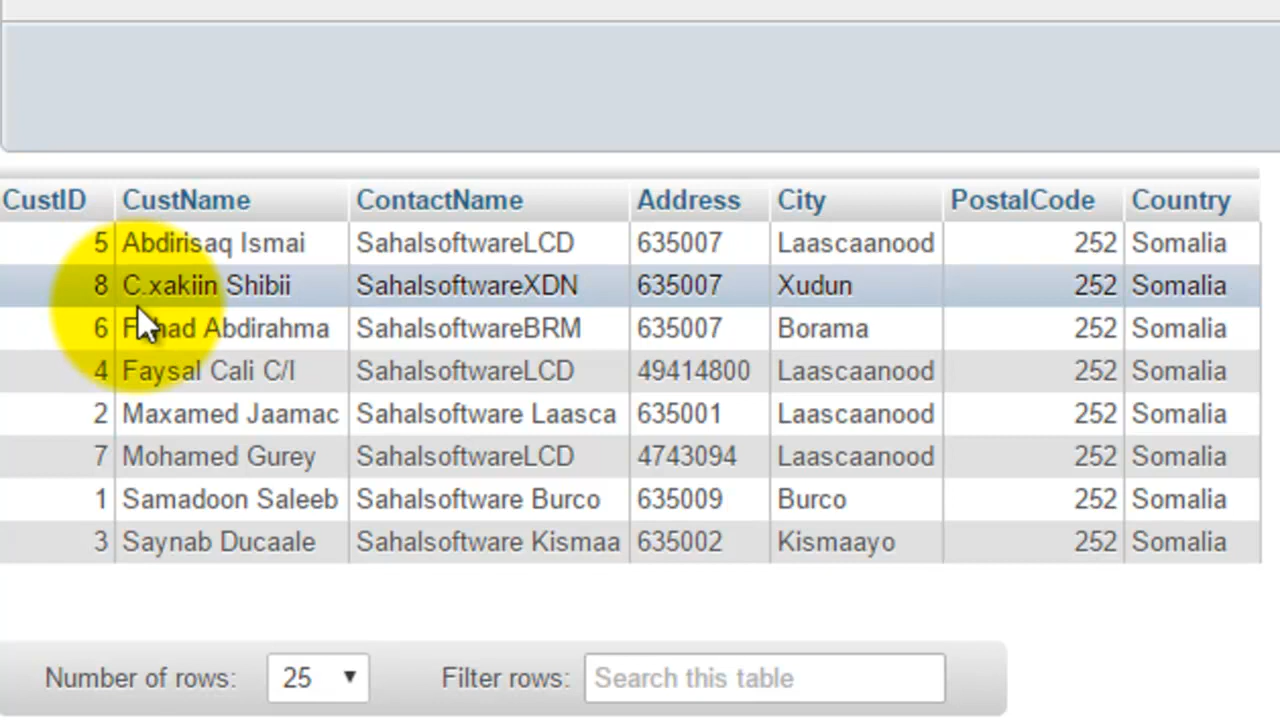 CustID CustName ContactName Address City PostalCode Country
5 Abdirisaq Ismai SahalsoftwareLCD 635007 Laascaanood 252 Somalia
8 C.xakiin Shibii SahalsoftwareXDN 635007 Xudun 252 Somalia
6 Abdirahma SahalsoftwareBRM 635007 Borama 252 Somalia
4 Faysal Cali C/I SahalsoftwareLCD 49414800 Laascaanood 252 Somalia
2 Maxamed Jaamac Sahalsoftware Laasca 635001 Laascaanood 252 Somalia
7 Mohamed Gurey SahalsoftwareLCD 4743094 Laascaanood 252 Somalia
1 Samadoon Saleeb Sahalsoftware Burco 635009 Burco 252 Somalia
3 Saynab Ducaale Sahalsoftware Kismaa 635002 Kismaayo 252 Somalia
Number of rows: 25 Filter rows: Search this table